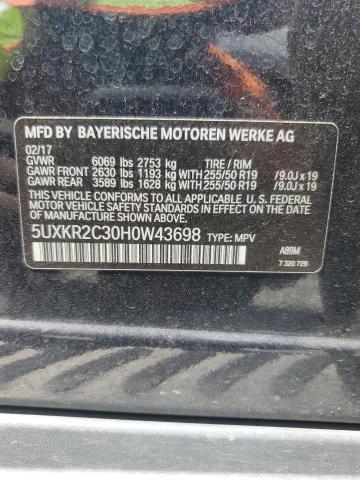 MFD BY BAYERISCHE MOTOREN WERKE AG
02/17
GVWR 6069 lbs 2753 kg TIRE / RIM
GAWR FRONT 2630 lbs 1193 kg WITH 255/50 R19 /9.0J x 19
GAWR REAR 3589 lbs 1628 kg WITH 255/50 R19 /9.0J x 19
THIS VEHICLE CONFORMS TO ALL APPLICABLE U.S. FEDERAL
MOTOR VEHICLE SAFETY STANDARDS IN EFFECT ON THE
DATE OF MANUFACTURE SHOWN ABOVE.
5UXKR2C30H0W43698 TYPE: MPV
A89M
7 320 729